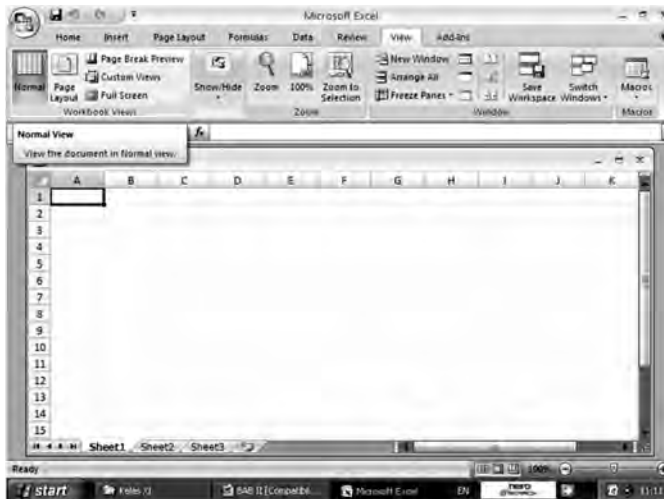 Microsoft Excel
Home Insert Page Layout Formulas Data Review View Add-Ins
Normal
Page Layout
Page Break Preview
Custom Views
Full Screen
Workbook Views
Show/Hide
Zoom
100%
Zoom to Selection
Zoom
New Window
Arrange All
Freeze Panes
Window
Save Workspace
Switch Windows
Macros
Macros
Normal View
View the document in Normal view.
fx
A B C D E F G H I J K
1
2
3
4
5
6
7
8
9
10
11
12
13
14
15
Sheet1 Sheet2 Sheet3
Ready 100%
start Kelas XI BAB II [Compatibi... Microsoft Excel EN nero